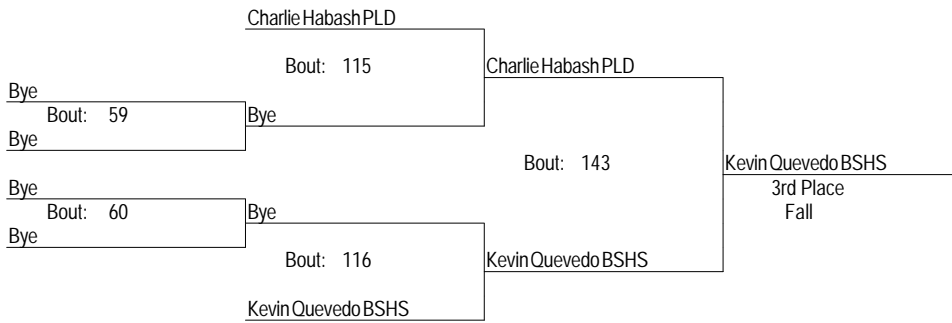 Charlie Habash PLD
Bout: 115
Charlie Habash PLD
Bye
Bout: 59
Bye
Bye
Bout: 143
Kevin Quevedo BSHS
3rd Place
Fall
Bye
Bout: 60
Bye
Bye
Bout: 116
Kevin Quevedo BSHS
Kevin Quevedo BSHS